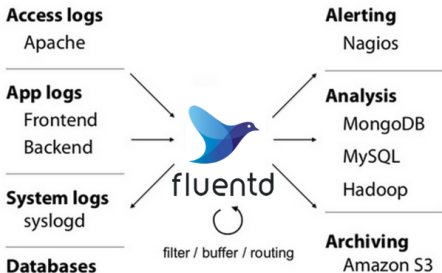 Access logs
Apache
App logs
Frontend
Backend
System logs
syslogd
Databases
fluentd
filter / buffer / routing
Alerting
Nagios
Analysis
MongoDB
MySQL
Hadoop
Archiving
Amazon S3